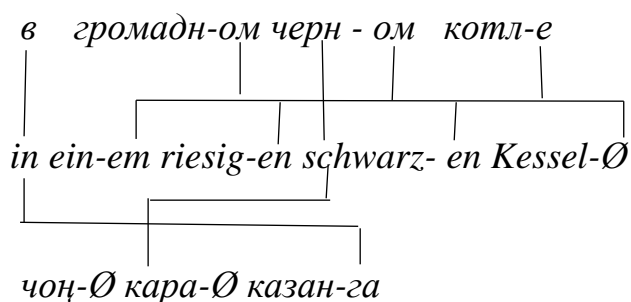 в громадн-ом черн - ом котл-е
in ein-em riesig-en schwarz- en Kessel-Ø
чоң-Ø кара-Ø казан-га